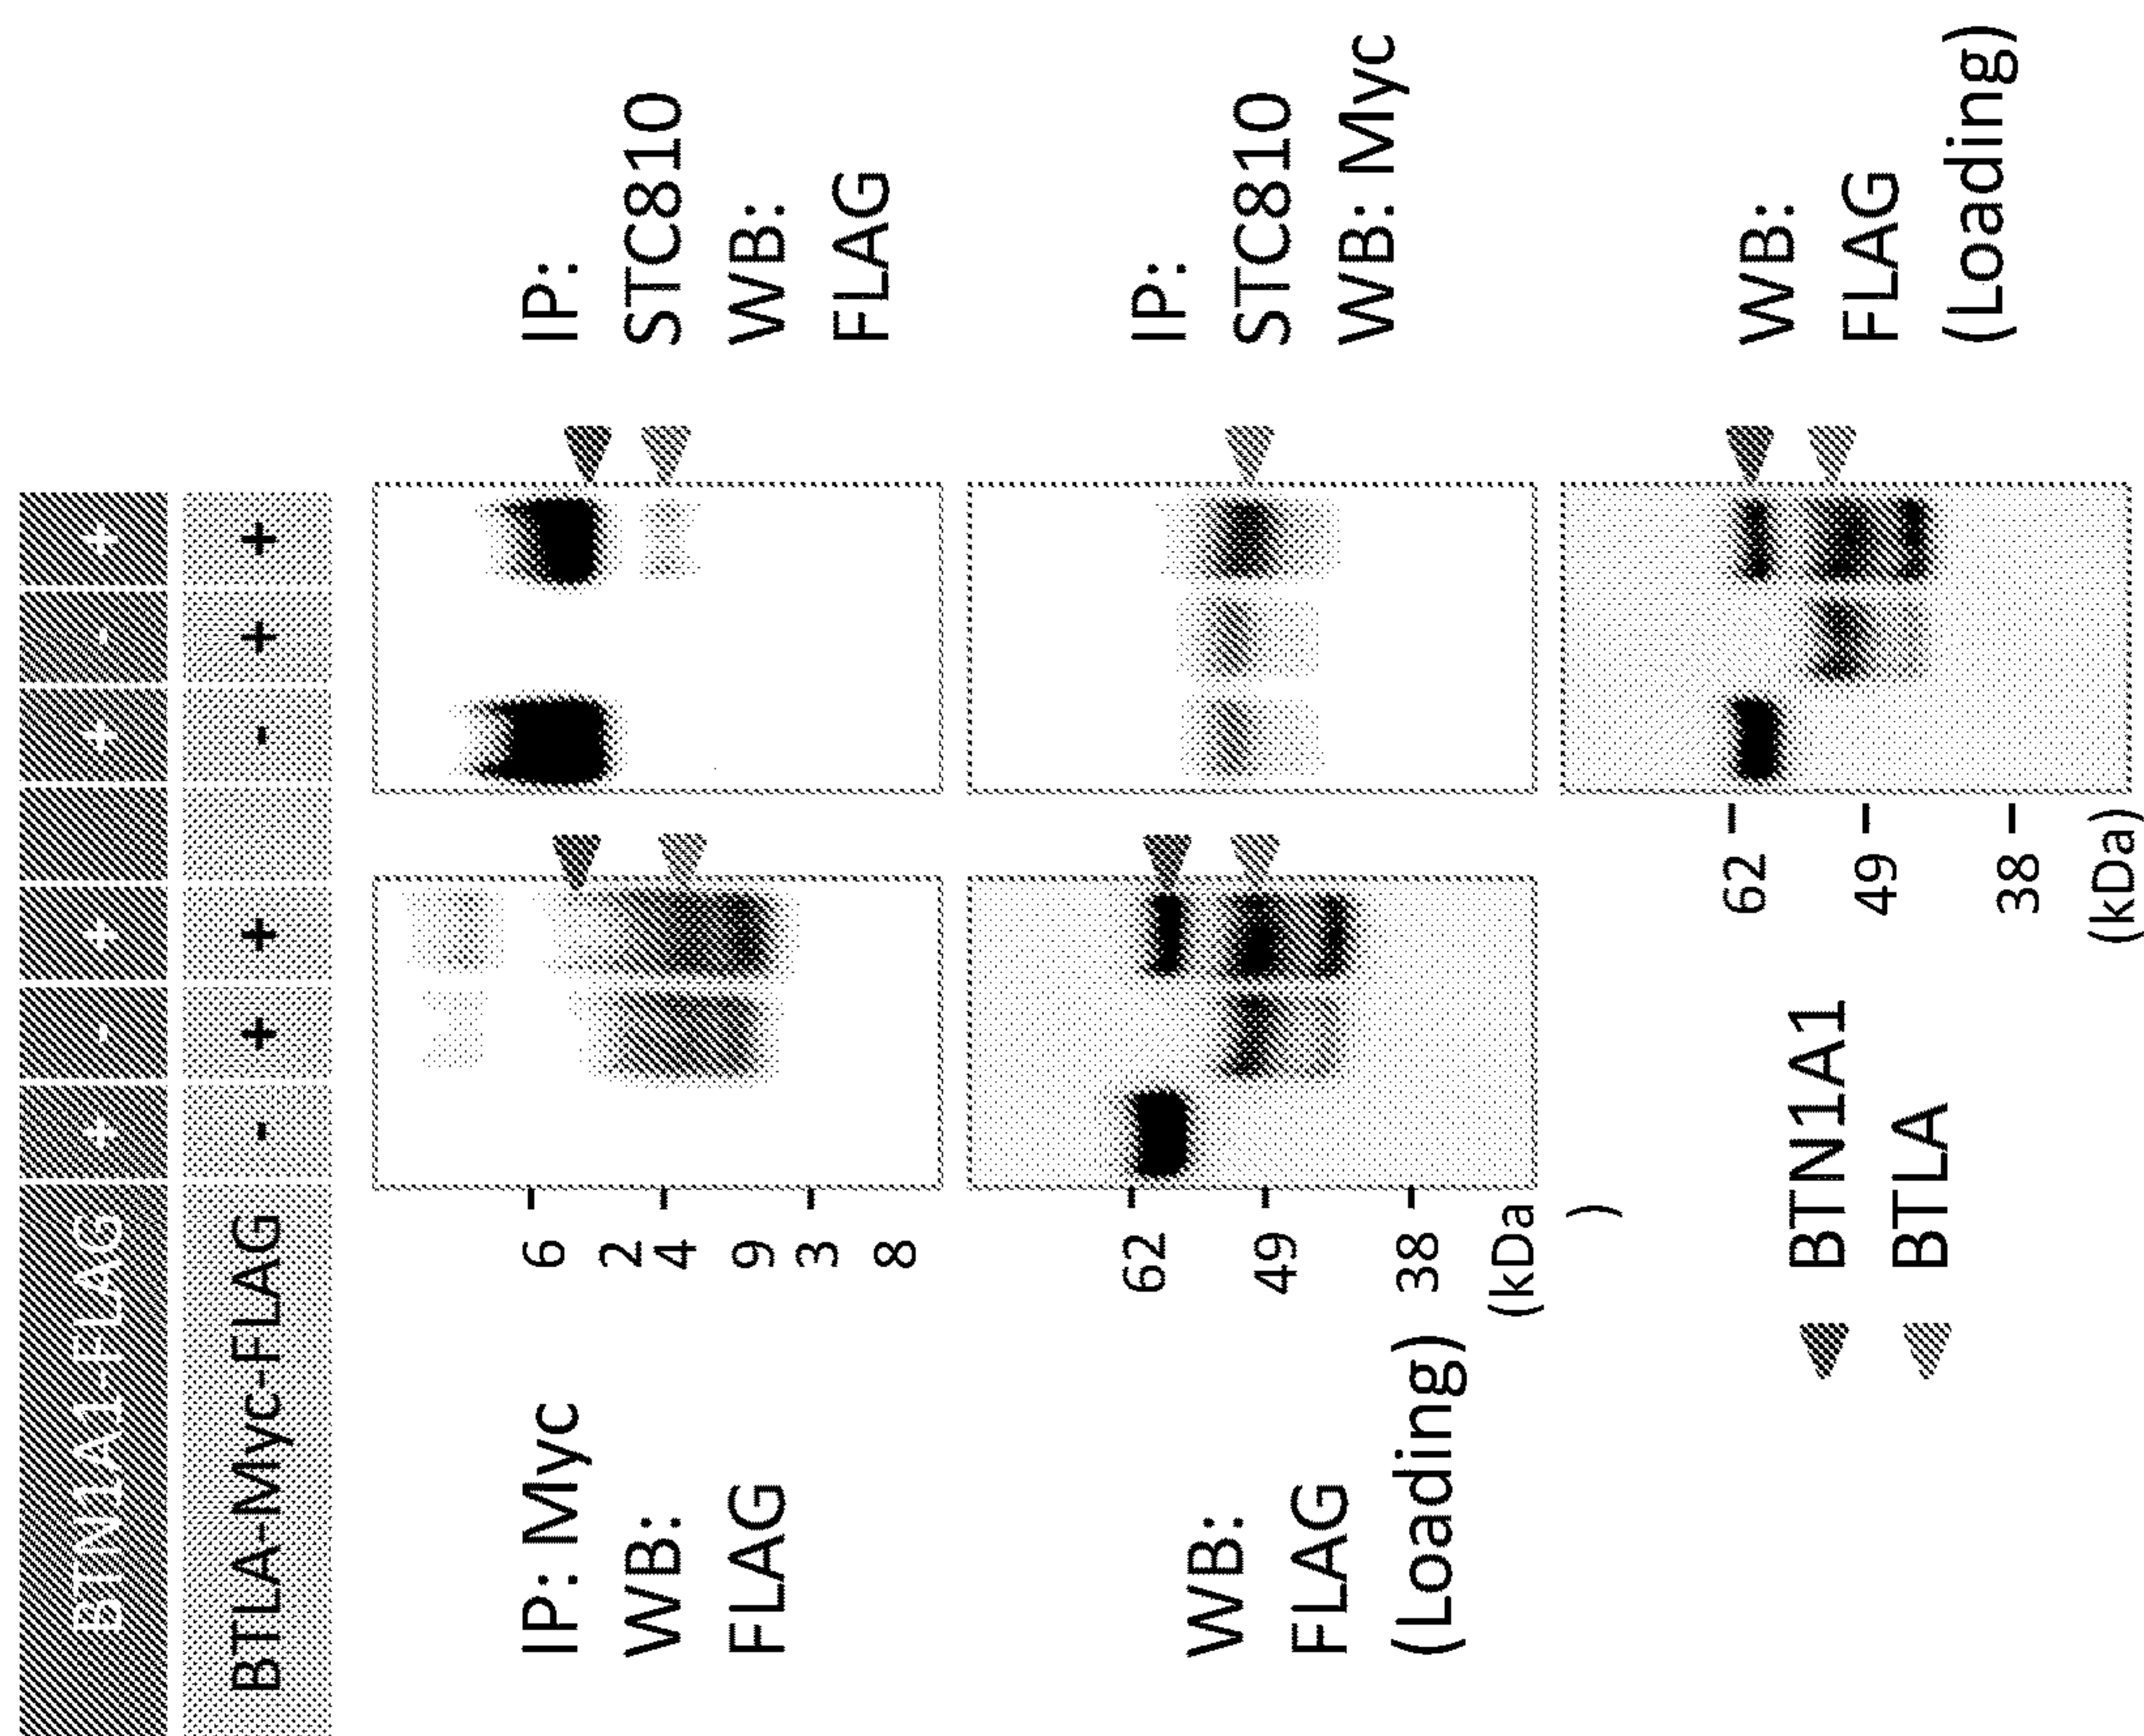 BTN1A1-FLAG + - + + - +
BTLA-Myc-FLAG - + + - + +
IP: Myc
WB:
FLAG
6
2
4
9
3
8
IP:
STC810
WB:
FLAG
WB:
FLAG
(Loading)
62
49
38
(kDa
)
IP:
STC810
WB: Myc
BTN1A1
BTLA
62
49
38
(kDa)
WB:
FLAG
(Loading)